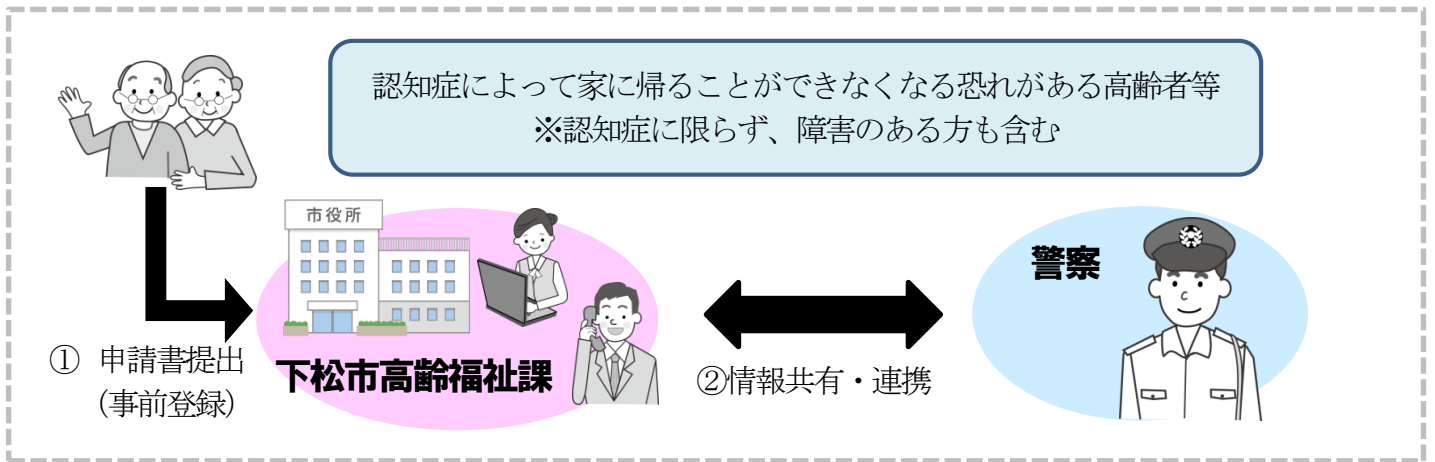 認知症によって家に帰ることができなくなる恐れがある高齢者等
※認知症に限らず、障害のある方も含む
市役所
警察
① 申請書提出
(事前登録)
下松市高齢福祉課
②情報共有・連携